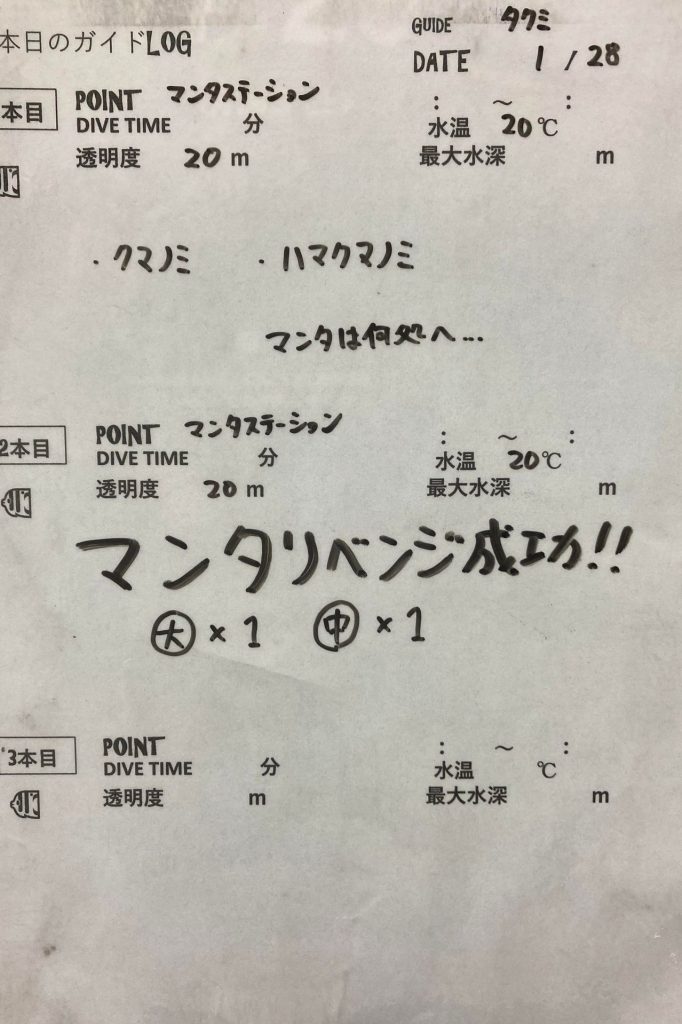 本日のガイドLOG
GUIDE タクミ
DATE 1 / 28
本目 POINT マンタステーション : ～ :
DIVE TIME 分 水温 20℃
透明度 20 m 最大水深 m
・クマノミ ・ハマクマノミ
マンタは何処へ…
2本目 POINT マンタステーション : ～ :
DIVE TIME 分 水温 20℃
透明度 20 m 最大水深 m
マンタリベンジ成功!!
㊛大×1 ㊥×1
3本目 POINT : ～ :
DIVE TIME 分 水温 ℃
透明度 m 最大水深 m